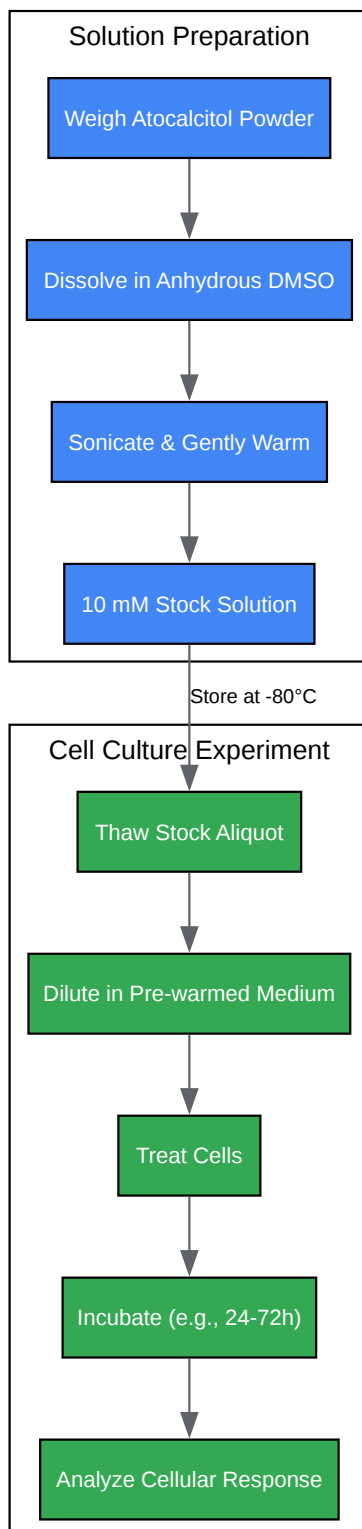 Solution Preparation
Weigh Atocalcitol Powder
Dissolve in Anhydrous DMSO
Sonicate & Gently Warm
10 mM Stock Solution
Store at -80°C
Cell Culture Experiment
Thaw Stock Aliquot
Dilute in Pre-warmed Medium
Treat Cells
Incubate (e.g., 24-72h)
Analyze Cellular Response